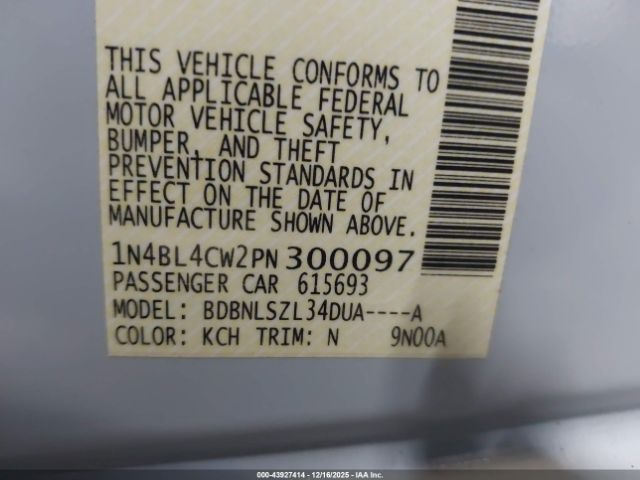 THIS VEHICLE CONFORMS TO
ALL APPLICABLE FEDERAL
MOTOR VEHICLE SAFETY,
BUMPER, AND THEFT
PREVENTION STANDARDS IN
EFFECT ON THE DATE OF
MANUFACTURE SHOWN ABOVE.
1N4BL4CW2PN300097
PASSENGER CAR 615693
MODEL: BDBNLSZL34DUA----A
COLOR: KCH TRIM: N 9N00A
000-43927414 - 12/16/2025 - IAA Inc.